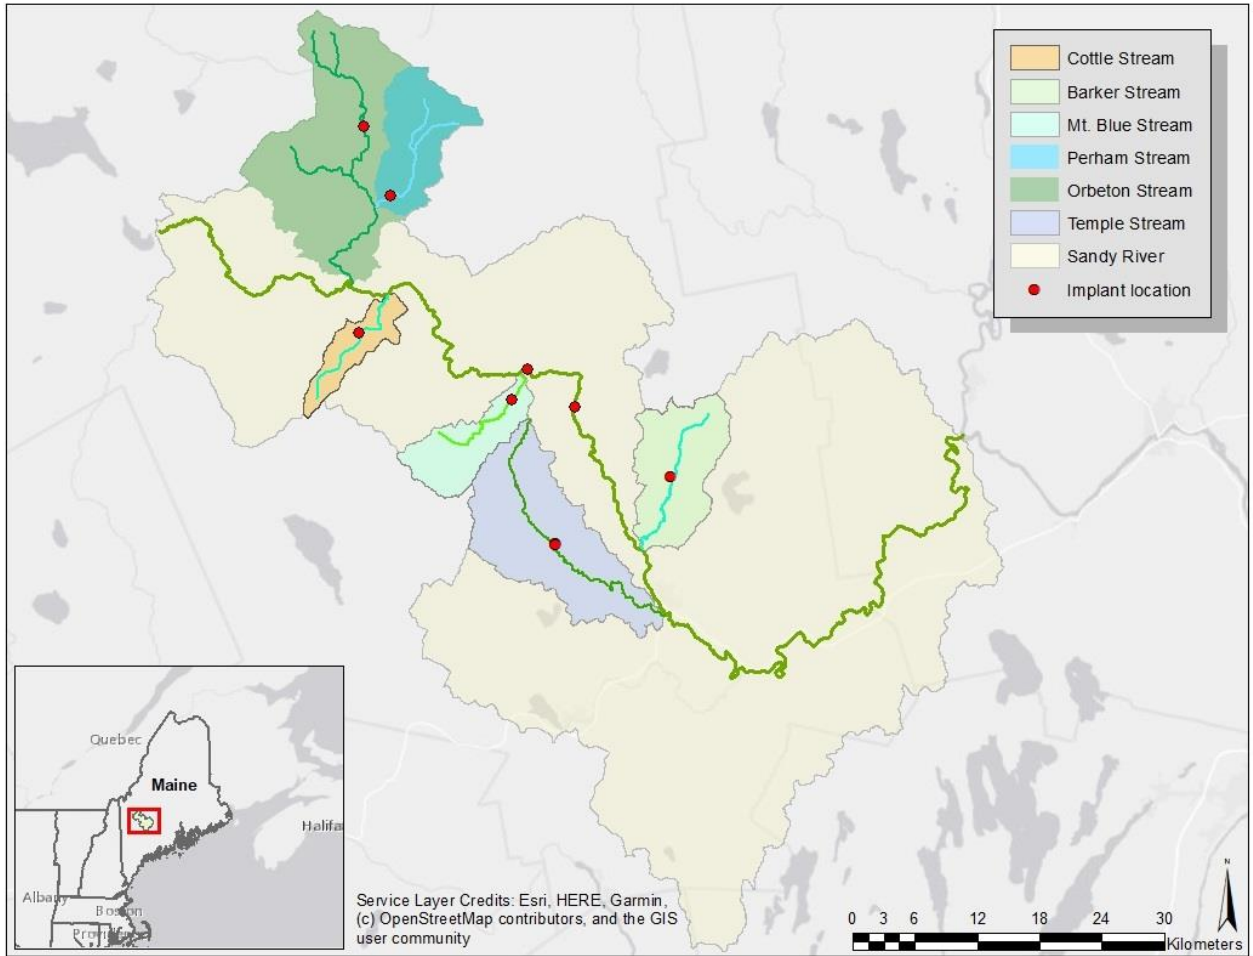 Cottle Stream
Barker Stream
Mt. Blue Stream
Perham Stream
Orbeton Stream
Temple Stream
Sandy River
Implant location
Quebec
Maine
Halifa
Albany
Boston
Service Layer Credits: Esri, HERE, Garmin,
(c) OpenStreetMap contributors, and the GIS
user community
N
0 3 6 12 18 24 30
Kilometers